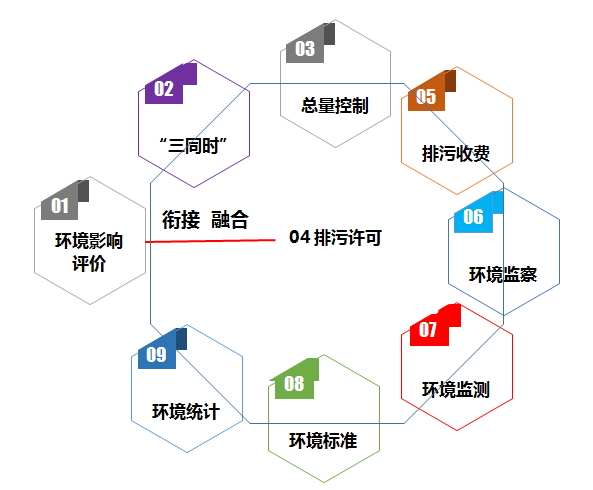 01
环境影响
评价
02
“三同时”
03
总量控制
衔接 融合
04 排污许可
05
排污收费
06
环境监察
07
环境监测
08
环境标准
09
环境统计